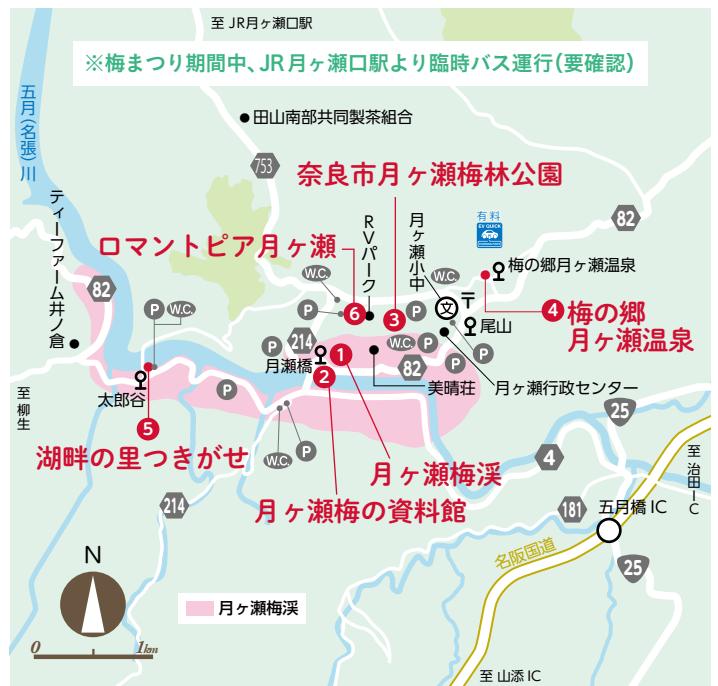 至 JR月ヶ瀬口駅
※梅まつり期間中、JR月ヶ瀬口駅より臨時バス運行（要確認）
五月（名張）川
田山南部共同製茶組合
753
奈良市月ヶ瀬梅林公園
ティーファーム井ノ倉
ロマントピア月ヶ瀬
RVパーク
月ヶ瀬小中
有料
EV QUICK
82
W.C.
W.C.
梅の郷月ヶ瀬温泉
82
P
W.C.
P
P
6
3
P
文
〒
尾山
4 梅の郷
月ヶ瀬温泉
214
P
月瀬橋
1
2
W.C.
P
P
82
美晴荘
月ヶ瀬行政センター
至 柳生
太郎谷
P
5
湖畔の里つきがせ
W.C.
P
月ヶ瀬梅渓
月ヶ瀬梅の資料館
25
4
至 治田IC
214
181
五月橋IC
名阪国道
25
N
月ヶ瀬梅渓
0
1km
至 山添IC